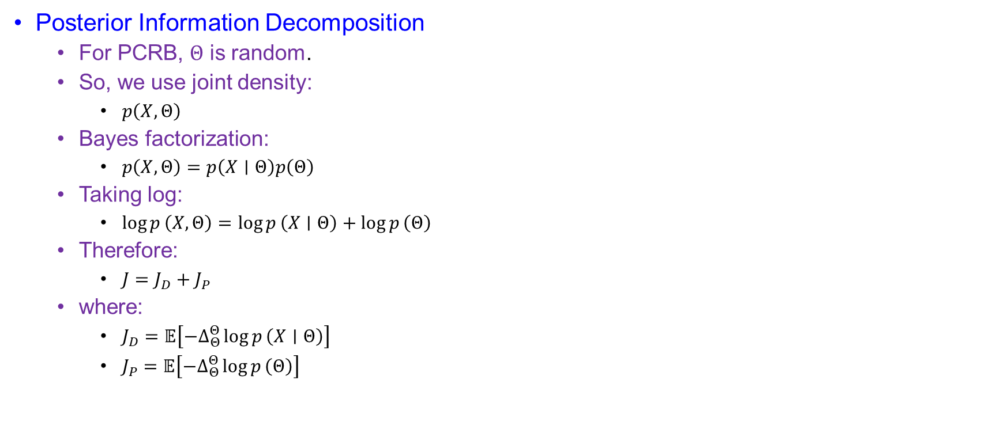 • Posterior Information Decomposition
• For PCRB, Θ is random.
• So, we use joint density:
• p(X, Θ)
• Bayes factorization:
• p(X, Θ) = p(X ∣ Θ)p(Θ)
• Taking log:
• log p (X, Θ) = log p (X ∣ Θ) + log p (Θ)
• Therefore:
• J = J_D + J_P
• where:
• J_D = 𝔼[−Δ_Θ^Θ log p (X ∣ Θ)]
• J_P = 𝔼[−Δ_Θ^Θ log p (Θ)]